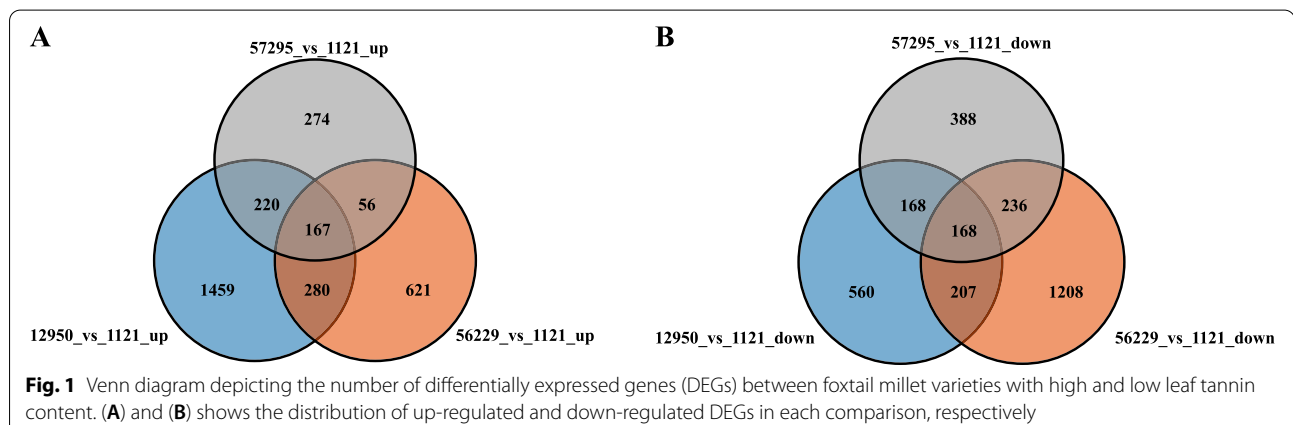 A
57295_vs_1121_up
274
220
56
167
1459
280
621
12950_vs_1121_up
56229_vs_1121_up
B
57295_vs_1121_down
388
168
236
168
560
207
1208
12950_vs_1121_down
56229_vs_1121_down
Fig. 1 Venn diagram depicting the number of differentially expressed genes (DEGs) between foxtail millet varieties with high and low leaf tannin
content. (A) and (B) shows the distribution of up-regulated and down-regulated DEGs in each comparison, respectively